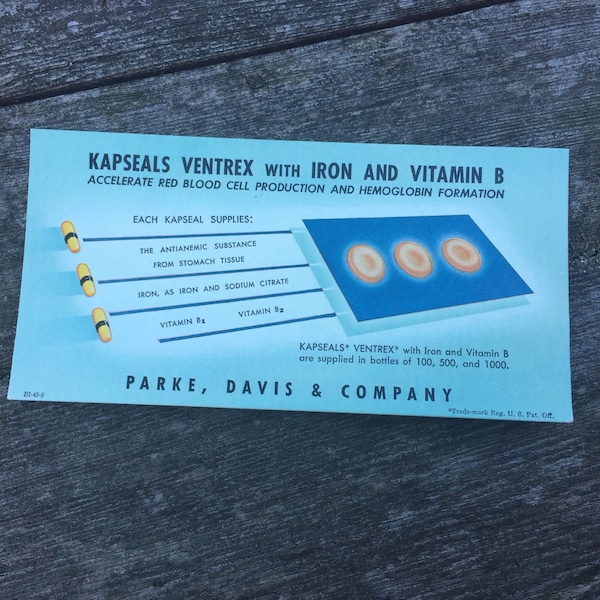 KAPSEALS VENTREX WITH IRON AND VITAMIN B
ACCELERATE RED BLOOD CELL PRODUCTION AND HEMOGLOBIN FORMATION
EACH KAPSEAL SUPPLIES:
THE ANTIANEMIC SUBSTANCE
FROM STOMACH TISSUE
IRON, AS IRON AND SODIUM CITRATE
VITAMIN B1 VITAMIN B2
KAPSEALS* VENTREX* with Iron and Vitamin B
are supplied in bottles of 100, 500, and 1000.
PARKE, DAVIS & COMPANY
*Trade-mark Reg. U. S. Pat. Off.